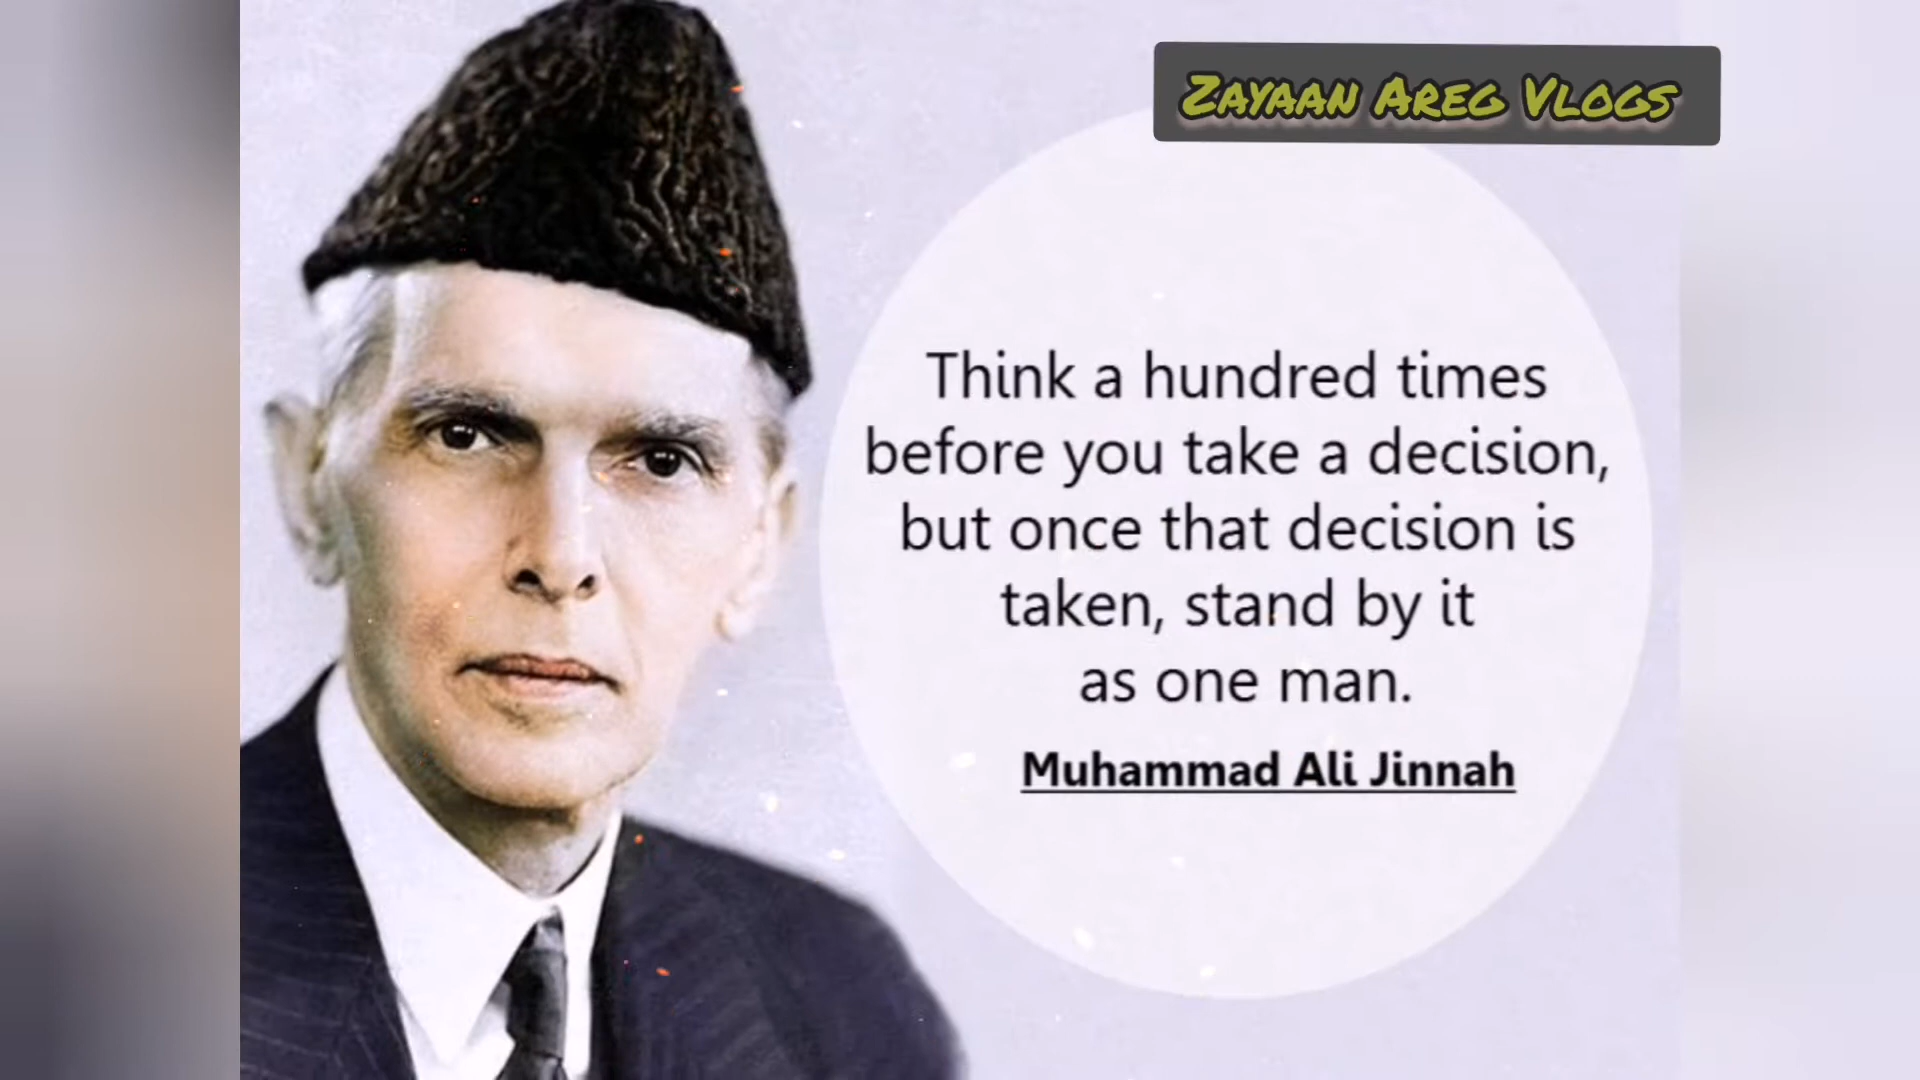 Zayaan Areg Vlogs
Think a hundred times
before you take a decision,
but once that decision is
taken, stand by it
as one man.
Muhammad Ali Jinnah